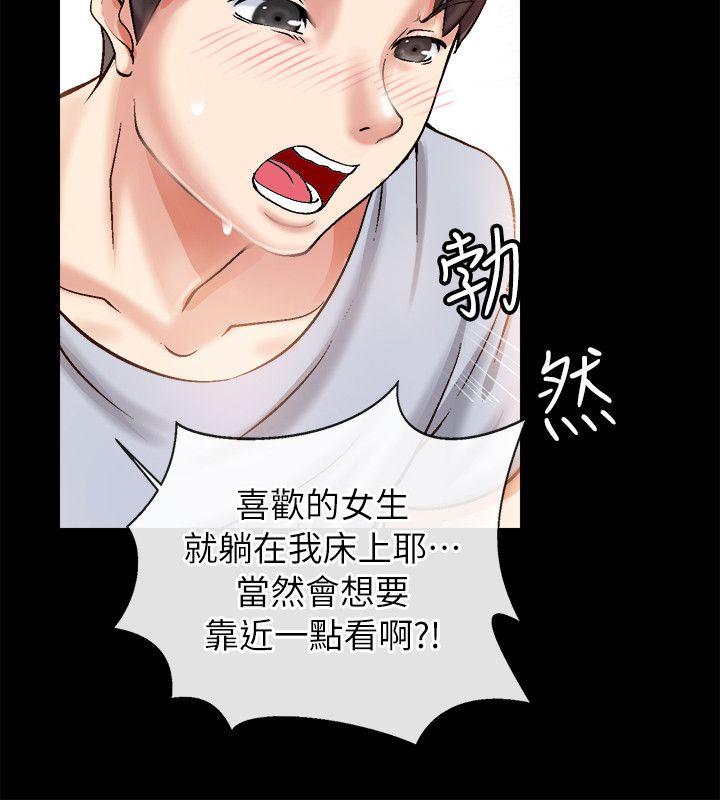 勃
然
喜歡的女生
就躺在我床上耶…
當然會想要
靠近一點看啊?!